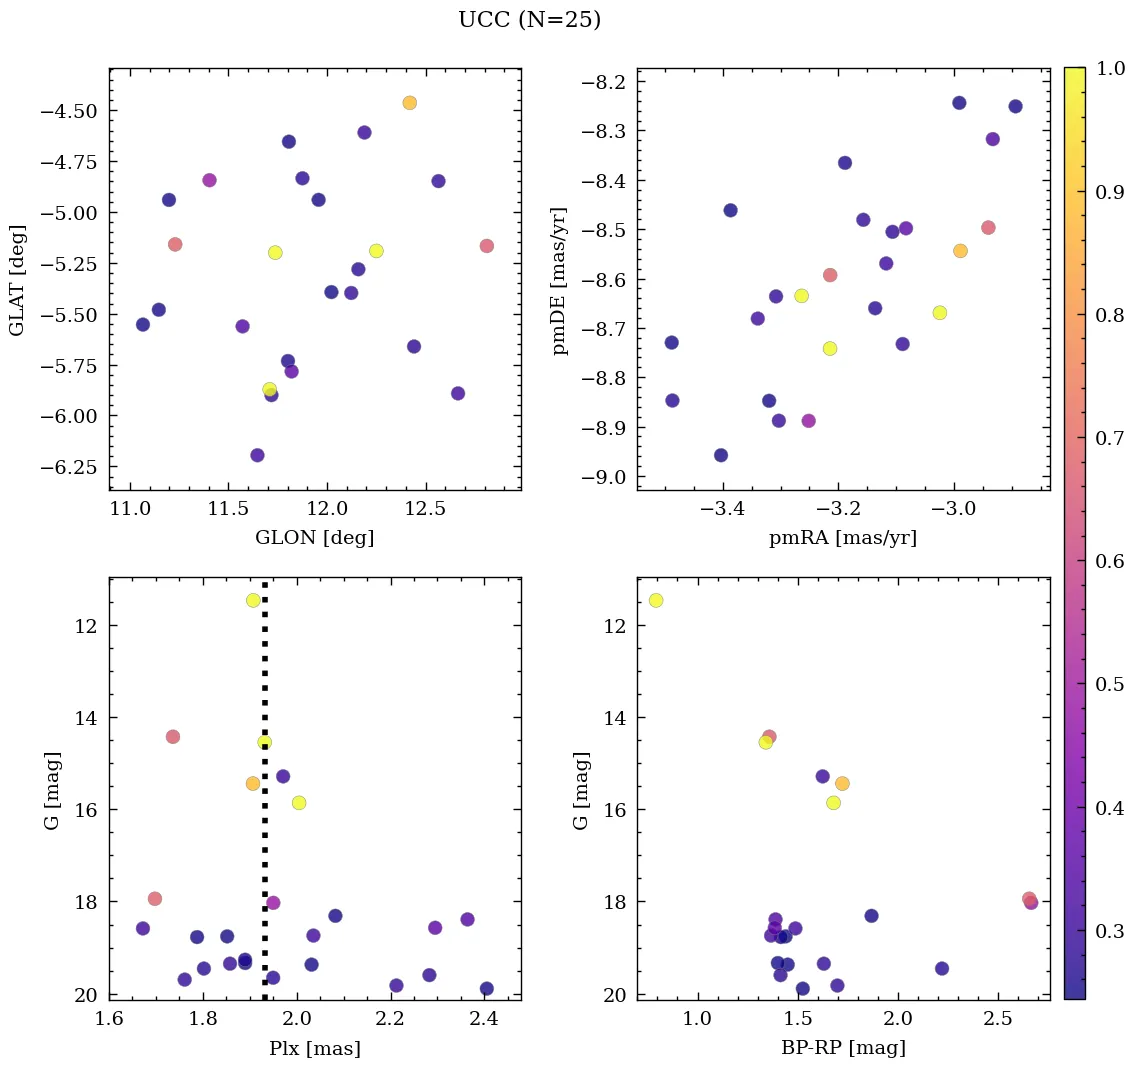 UCC (N=25)
−4.50
−4.75
−5.00
−5.25
−5.50
−5.75
−6.00
−6.25
GLAT [deg]
11.0 11.5 12.0 12.5
GLON [deg]
−8.2
−8.3
−8.4
−8.5
−8.6
−8.7
−8.8
−8.9
−9.0
pmDE [mas/yr]
−3.4 −3.2 −3.0
pmRA [mas/yr]
12
14
16
18
20
G [mag]
1.6 1.8 2.0 2.2 2.4
Plx [mas]
12
14
16
18
20
G [mag]
1.0 1.5 2.0 2.5
BP-RP [mag]
1.0
0.9
0.8
0.7
0.6
0.5
0.4
0.3